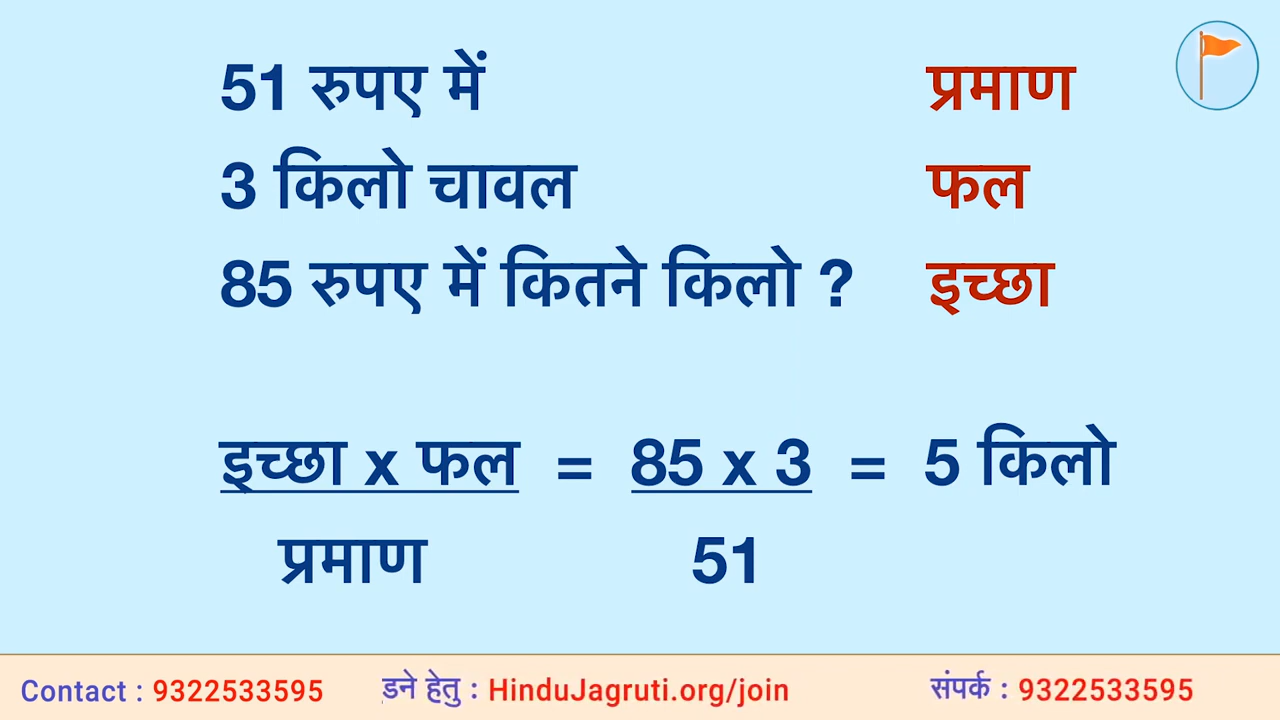 51 रुपए में प्रमाण
3 किलो चावल फल
85 रुपए में कितने किलो ? इच्छा
इच्छा x फल = 85 x 3 = 5 किलो
प्रमाण 51
Contact : 9322533595 डने हेतु : HinduJagruti.org/join संपर्क : 9322533595